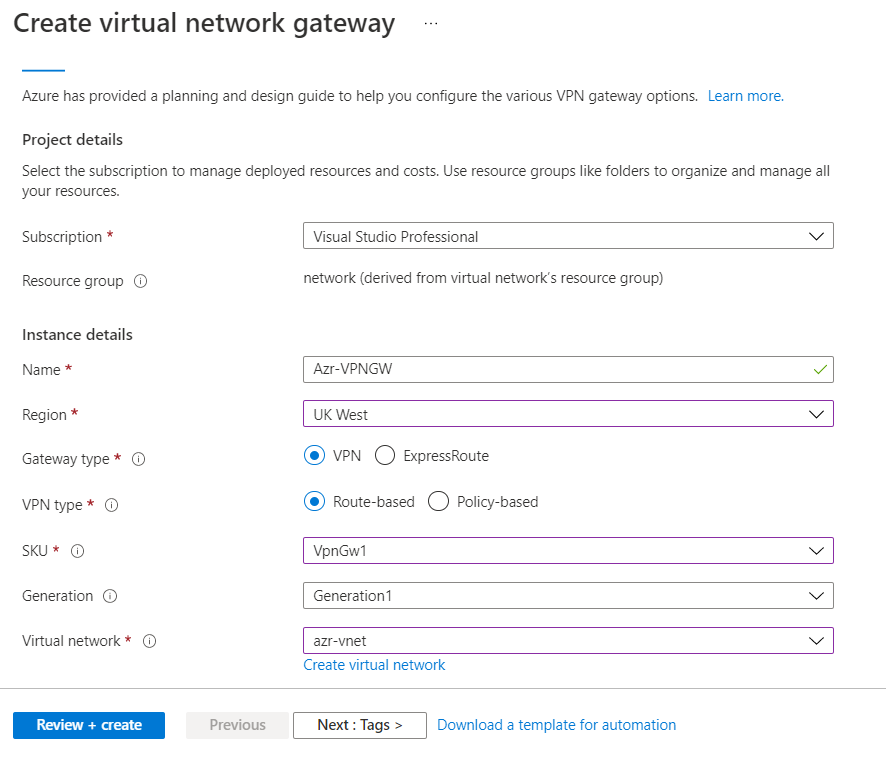 Create virtual network gateway ...
Azure has provided a planning and design guide to help you configure the various VPN gateway options. Learn more.
Project details
Select the subscription to manage deployed resources and costs. Use resource groups like folders to organize and manage all
your resources.
Subscription *
Visual Studio Professional
Resource group
network (derived from virtual network's resource group)
Instance details
Name *
Azr-VPNGW
Region *
UK West
Gateway type *
VPN ExpressRoute
VPN type *
Route-based Policy-based
SKU *
VpnGw1
Generation
Generation1
Virtual network *
azr-vnet
Create virtual network
Review + create Previous Next : Tags > Download a template for automation